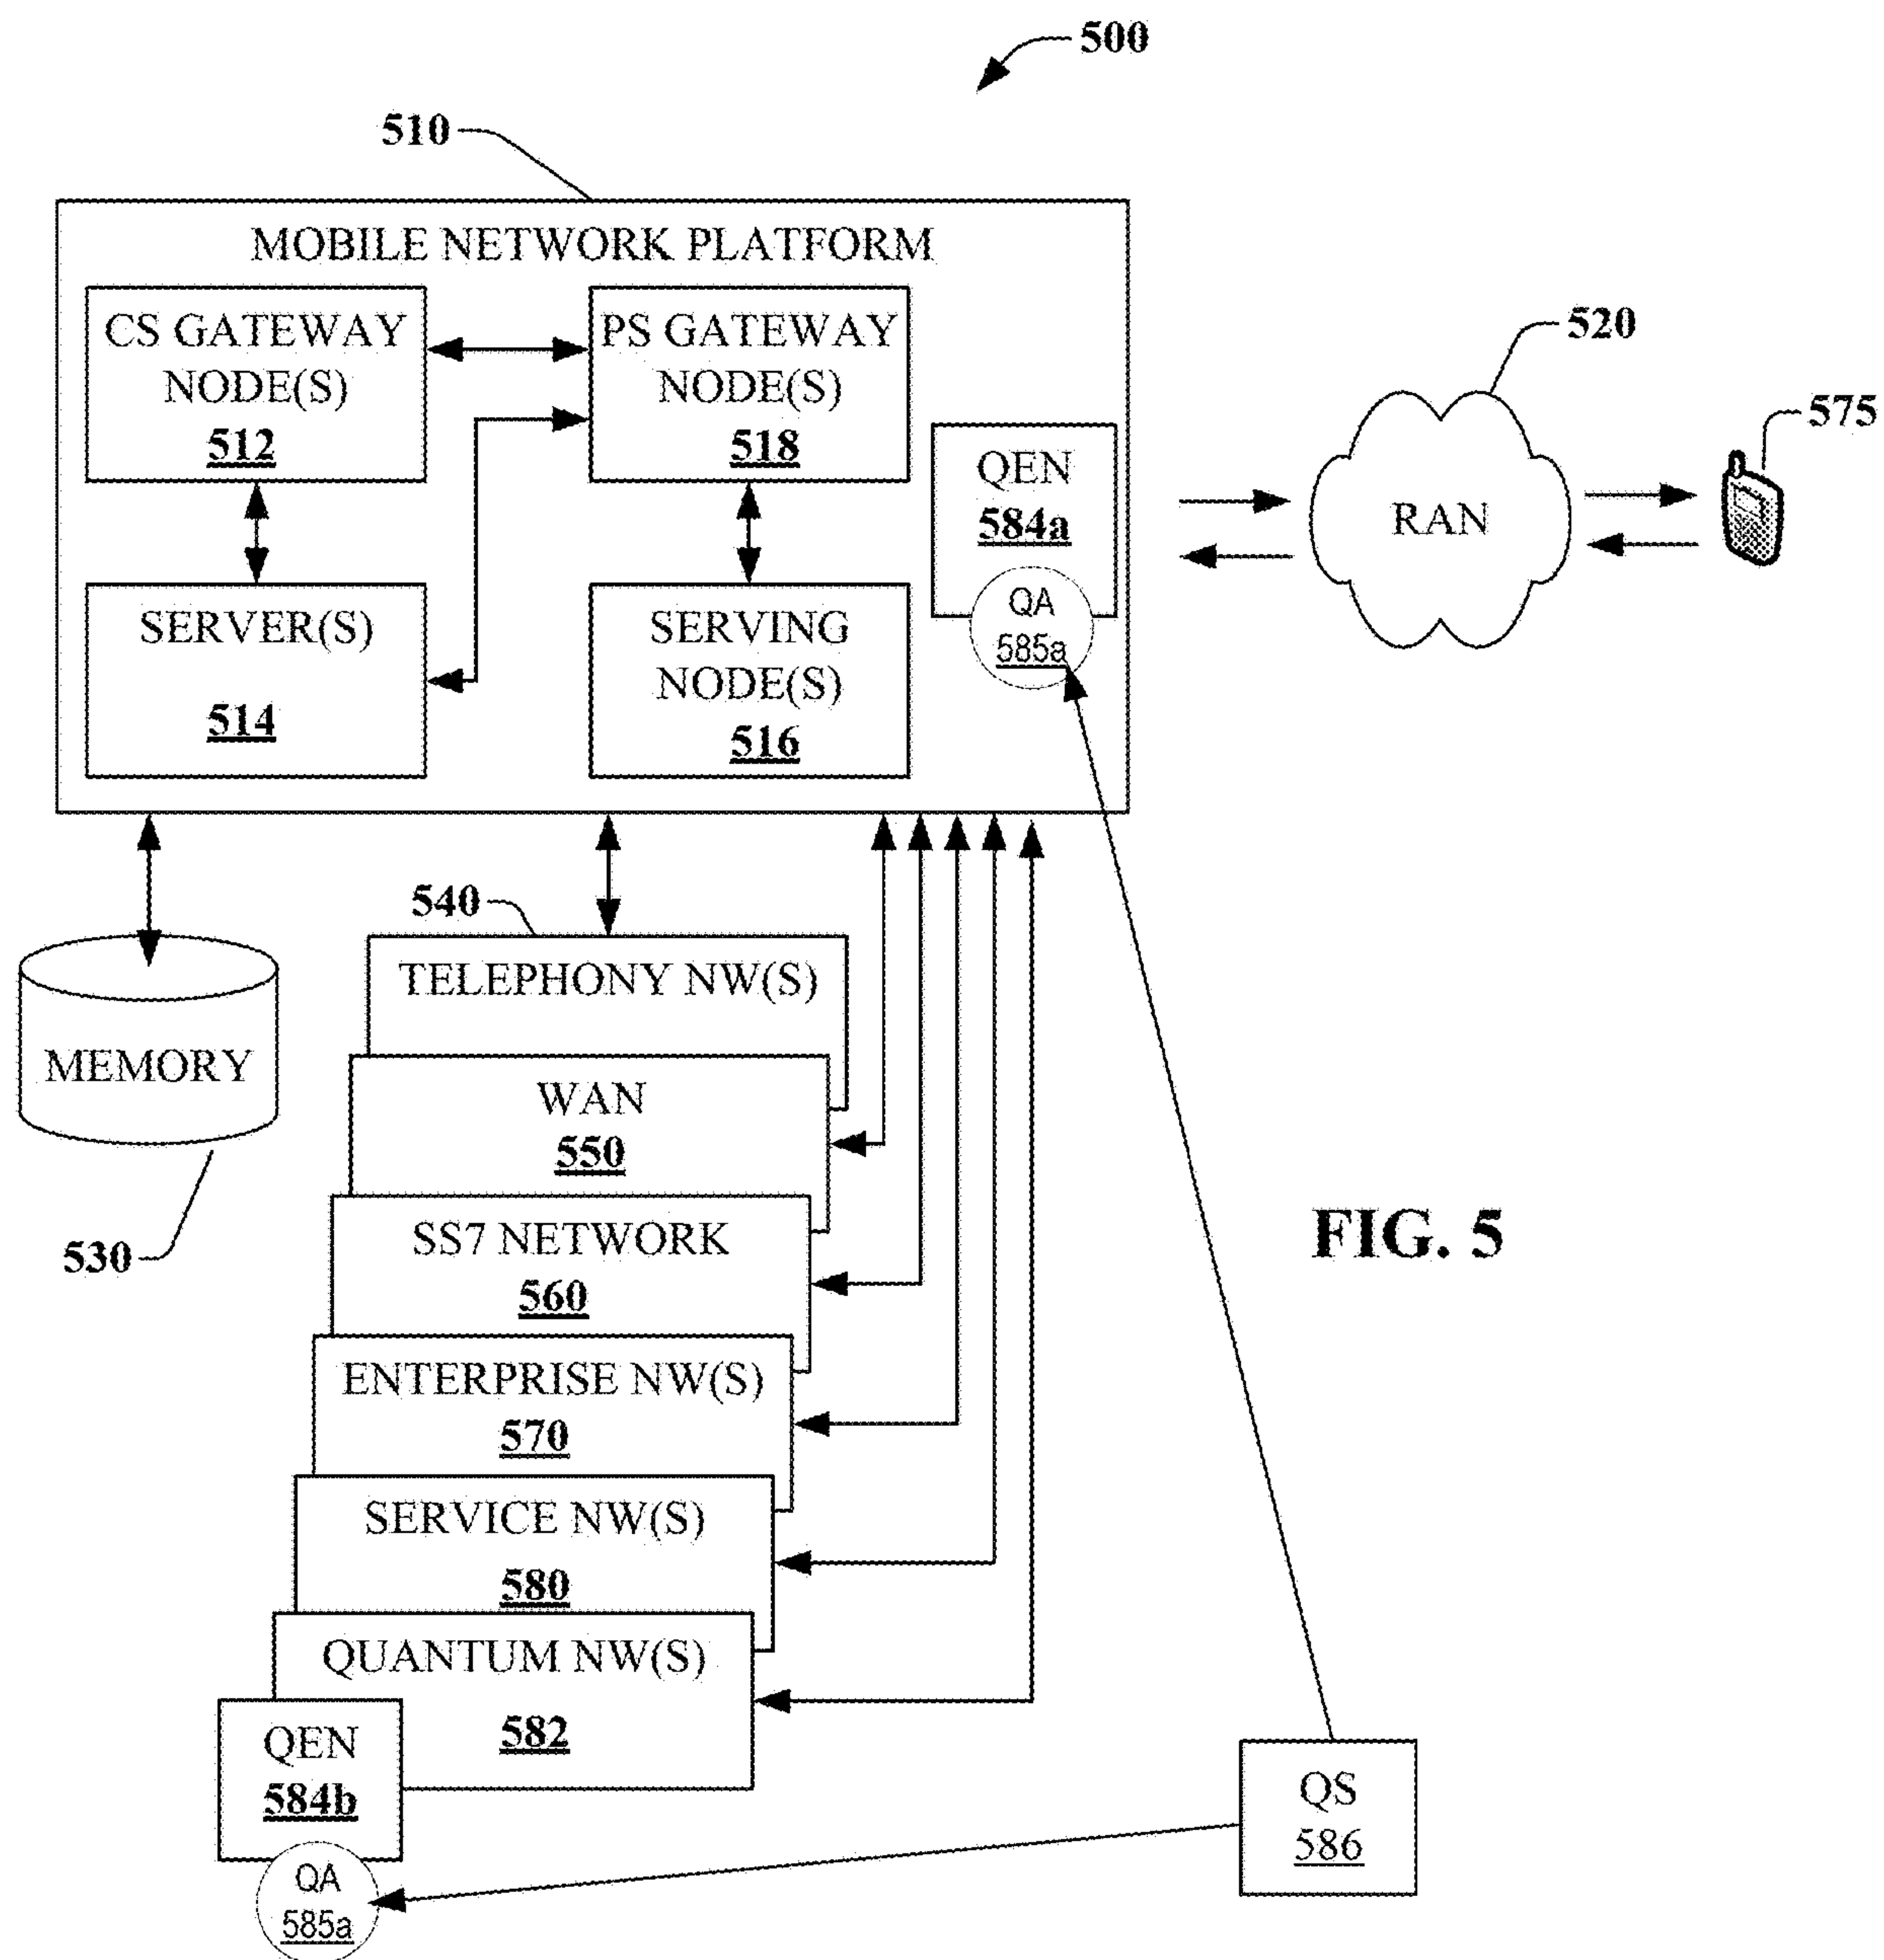 500
510
MOBILE NETWORK PLATFORM
CS GATEWAY
NODE(S)
512
PS GATEWAY
NODE(S)
518
SERVER(S)
514
SERVING
NODE(S)
516
QEN
584a
QA
585a
520
RAN
575
540
TELEPHONY NW(S)
MEMORY
530
WAN
550
SS7 NETWORK
560
ENTERPRISE NW(S)
570
SERVICE NW(S)
580
QUANTUM NW(S)
582
QEN
584b
QA
585a
QS
586
FIG. 5